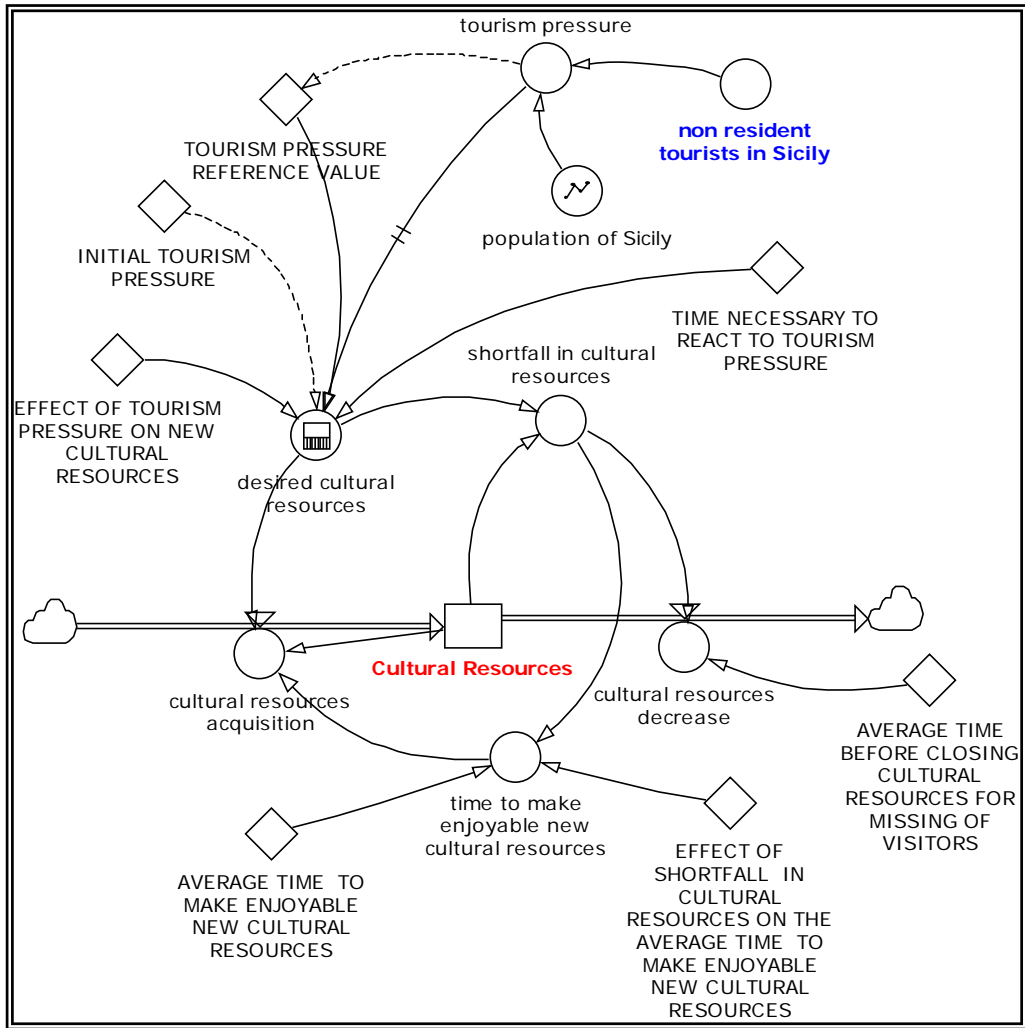 tourism pressure
non resident
tourists in Sicily
TOURISM PRESSURE
REFERENCE VALUE
population of Sicily
INITIAL TOURISM
PRESSURE
TIME NECESSARY TO
REACT TO TOURISM
PRESSURE
shortfall in cultural
resources
EFFECT OF TOURISM
PRESSURE ON NEW
CULTURAL
RESOURCES
desired cultural
resources
Cultural Resources
cultural resources
acquisition
cultural resources
decrease
AVERAGE TIME
BEFORE CLOSING
CULTURAL
RESOURCES FOR
MISSING OF
VISITORS
time to make
enjoyable new
cultural resources
AVERAGE TIME TO
MAKE ENJOYABLE
NEW CULTURAL
RESOURCES
EFFECT OF
SHORTFALL IN
CULTURAL
RESOURCES ON THE
AVERAGE TIME TO
MAKE ENJOYABLE
NEW CULTURAL
RESOURCES